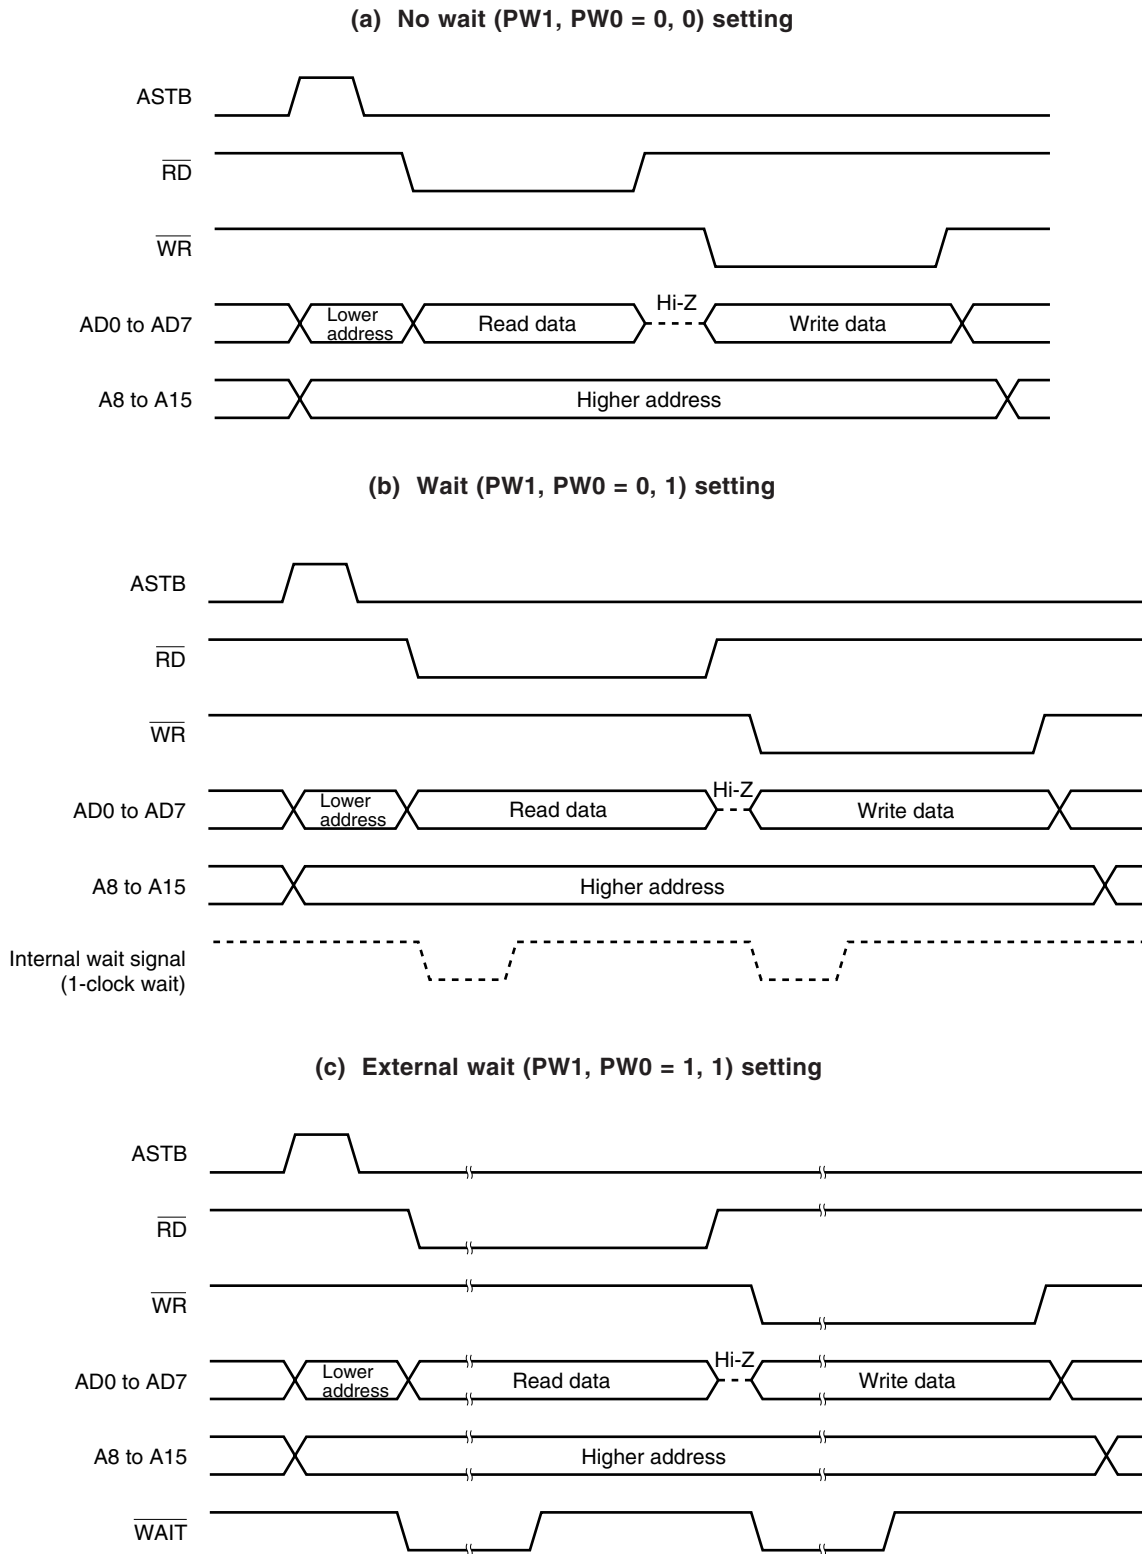 (a) No wait (PW1, PW0 = 0, 0) setting
ASTB
RD
WR
AD0 to AD7
Lower
address
Read data
Hi-Z
Write data
A8 to A15
Higher address
(b) Wait (PW1, PW0 = 0, 1) setting
ASTB
RD
WR
AD0 to AD7
Lower
address
Read data
Hi-Z
Write data
A8 to A15
Higher address
Internal wait signal
(1-clock wait)
(c) External wait (PW1, PW0 = 1, 1) setting
ASTB
RD
WR
AD0 to AD7
Lower
address
Read data
Hi-Z
Write data
A8 to A15
Higher address
WAIT